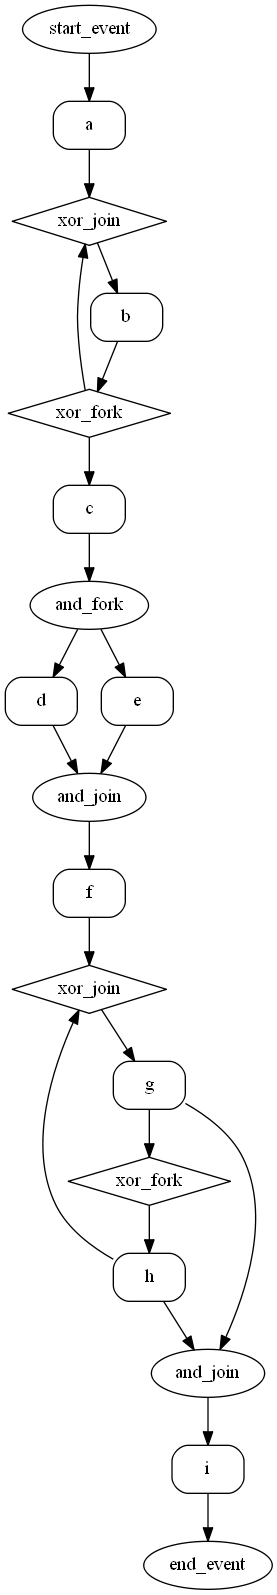 start_event
a
xor_join
b
xor_fork
c
and_fork
d
e
and_join
f
xor_join
g
xor_fork
h
and_join
i
end_event